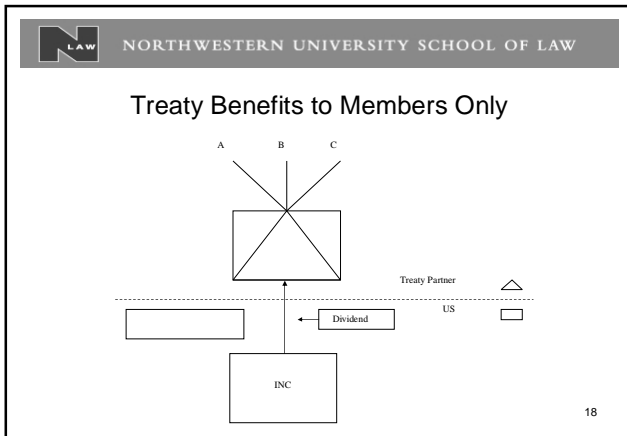 N LAW NORTHWESTERN UNIVERSITY SCHOOL OF LAW
Treaty Benefits to Members Only
A B C
Treaty Partner
US
Dividend
INC
18